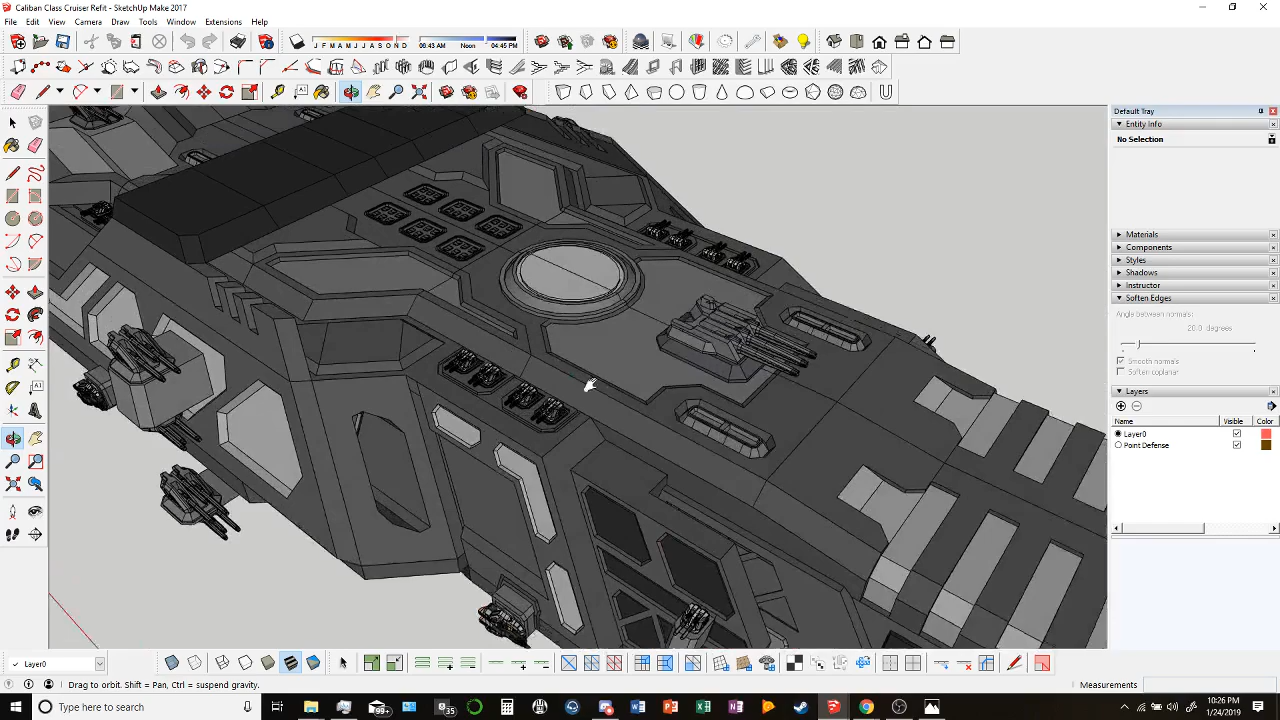 Caliban Class Cruiser Refit - SketchUp Make 2017
File Edit View Camera Draw Tools Window Extensions Help
J F M A M J J A S O N D 08:43 AM Noon 04:45 PM
Default Tray
Entity Info
No Selection
Materials
Components
Styles
Shadows
Instructor
Soften Edges
Angle between normals:
20.0 degrees
Smooth normals
Soften coplanar
Layers
Name Visible Color
Layer0
Point Defense
Layer0
Drag to orbit. Shift = Pan, Ctrl = suspend gravity.
Measurements
Type here to search
99+
35
10:26 PM
1/24/2019